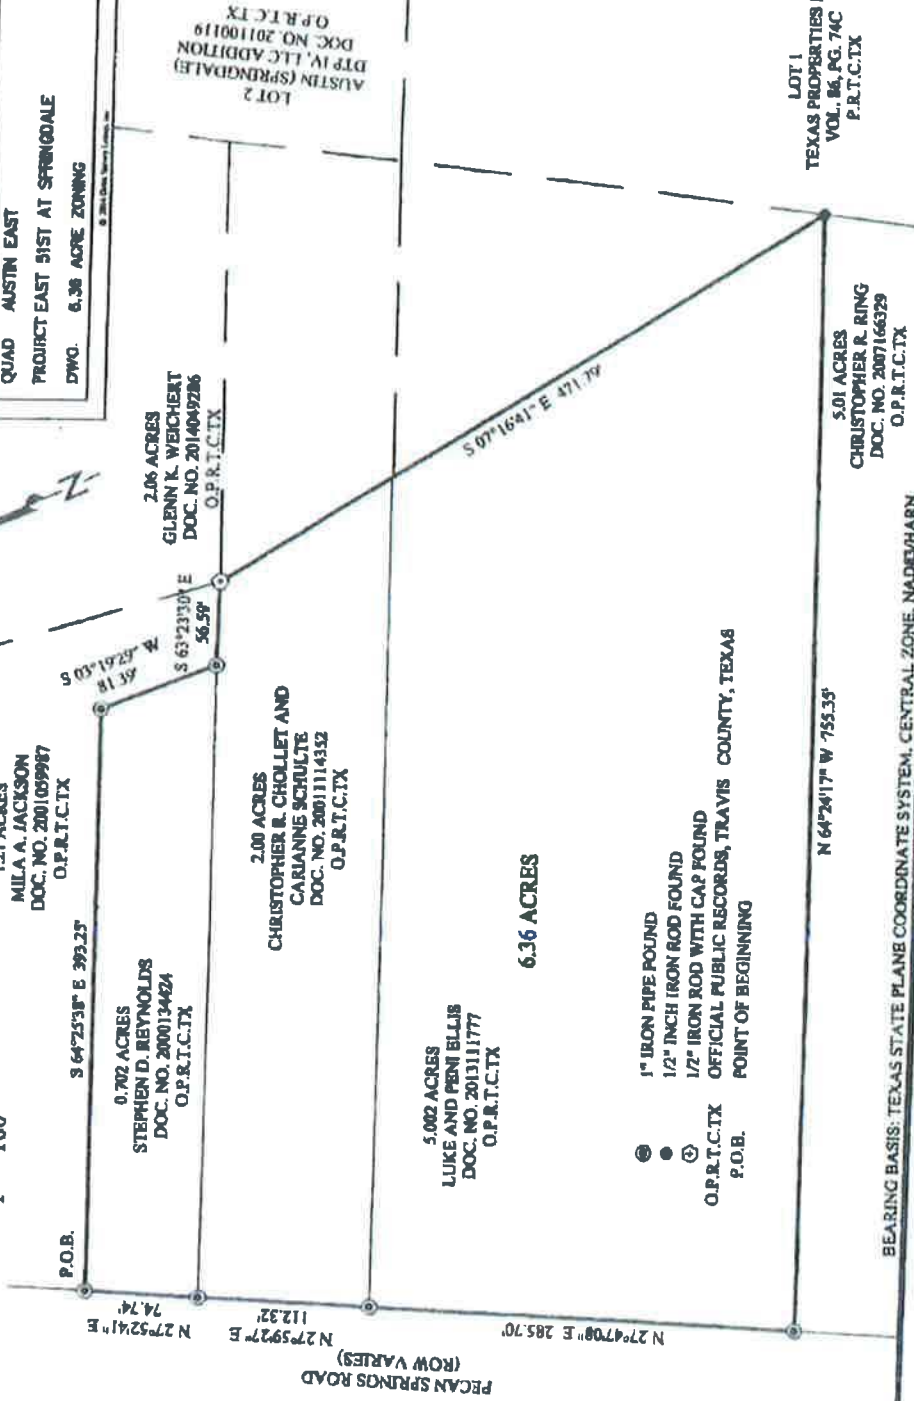 QUAD AUSTIN EAST
PROJECT EAST 51ST AT SPRINGDALE
DWG. 6.36 ACRE ZONING
LOT 2
AUSTIN (SPRINGDALE)
DTP IV, LLC ADDITION
DOC. NO. 201100119
O.P.R.T.C.TX
LOT 1
TEXAS PROPERTIES
VOL. 86, PG. 74C
P.R.T.C.TX
N
2.06 ACRES
GLENN K. WEICHERT
DOC. NO. 2014049286
O.P.R.T.C.TX
ACRES
MILA A. JACKSON
DOC. NO. 2001059987
O.P.R.T.C.TX
S 03°19'29" W
81.39'
S 63°23'30" E
56.59'
S 07°16'41" E 471.79'
S 64°25'38" E 393.25'
P.O.B.
0.702 ACRES
STEPHEN D. REYNOLDS
DOC. NO. 2000134424
O.P.R.T.C.TX
2.00 ACRES
CHRISTOPHER R. CHOLLET AND
CARIANNE SCHULTE
DOC. NO. 20011114352
O.P.R.T.C.TX
5.002 ACRES
LUKE AND PENI ELLIS
DOC. NO. 2013111777
O.P.R.T.C.TX
6.36 ACRES
5.01 ACRES
CHRISTOPHER R. RING
DOC. NO. 2007166329
O.P.R.T.C.TX
N 64°24'17" W 755.35'
1" IRON PIPE FOUND
1/2" INCH IRON ROD FOUND
1/2" IRON ROD WITH CAP FOUND
O.P.R.T.C.TX OFFICIAL PUBLIC RECORDS, TRAVIS COUNTY, TEXAS
P.O.B. POINT OF BEGINNING
N 27°52'41" E
74.74'
N 27°59'27" E
112.32'
N 27°47'08" E 285.70'
PECAN SPRINGS ROAD
(ROW VARIES)
BEARING BASIS: TEXAS STATE PLANE COORDINATE SYSTEM, CENTRAL ZONE, NAD83/HARN